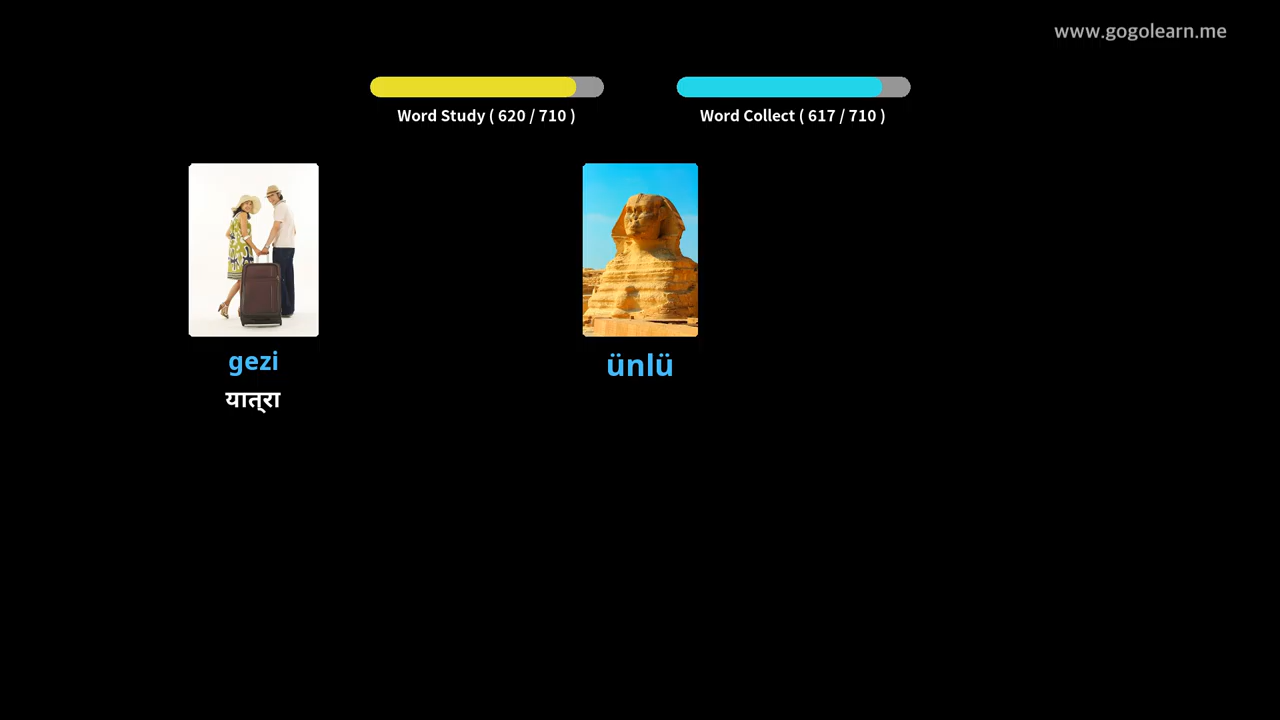 www.gogolearn.me
Word Study ( 620 / 710 )
Word Collect ( 617 / 710 )
gezi
यात्रा
ünlü